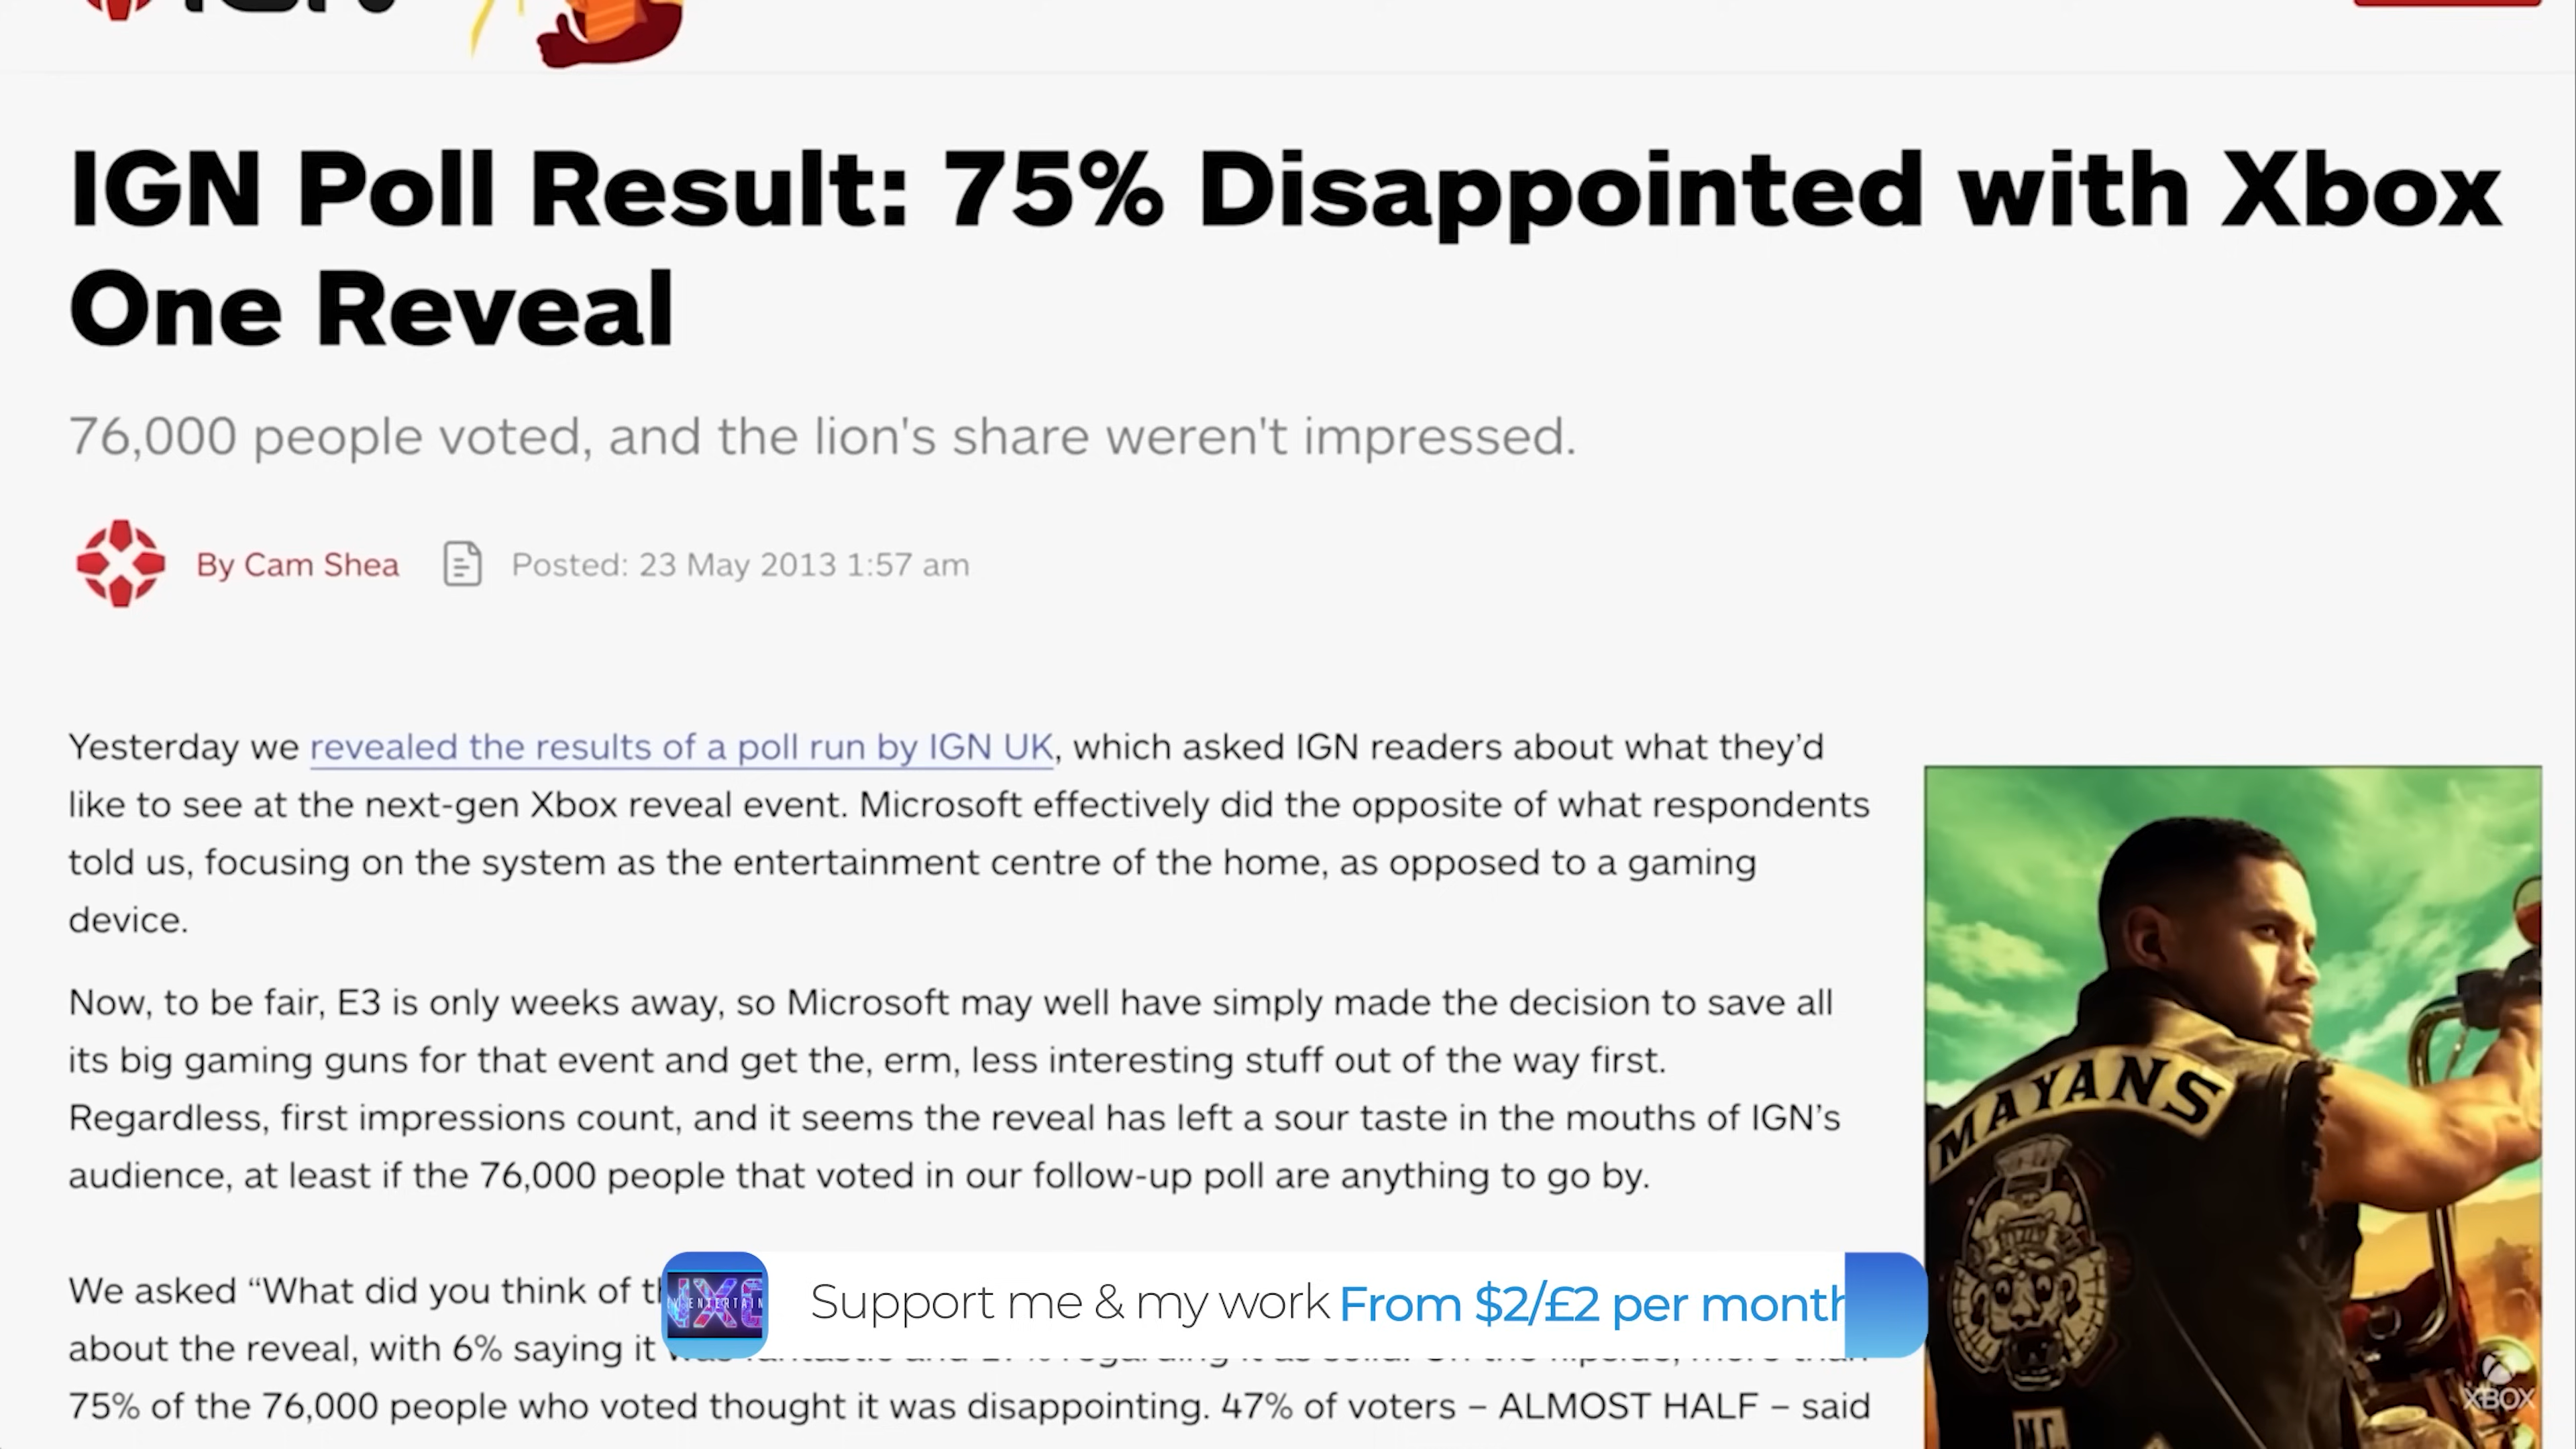 IGN Poll Result: 75% Disappointed with Xbox
One Reveal
76,000 people voted, and the lion's share weren't impressed.
By Cam Shea Posted: 23 May 2013 1:57 am
Yesterday we revealed the results of a poll run by IGN UK, which asked IGN readers about what they’d
like to see at the next-gen Xbox reveal event. Microsoft effectively did the opposite of what respondents
told us, focusing on the system as the entertainment centre of the home, as opposed to a gaming
device.
Now, to be fair, E3 is only weeks away, so Microsoft may well have simply made the decision to save all
its big gaming guns for that event and get the, erm, less interesting stuff out of the way first.
Regardless, first impressions count, and it seems the reveal has left a sour taste in the mouths of IGN’s
audience, at least if the 76,000 people that voted in our follow-up poll are anything to go by.
We asked “What did you think of
Support me & my work From $2/£2 per month
about the reveal, with 6% saying it
75% of the 76,000 people who voted thought it was disappointing. 47% of voters – ALMOST HALF – said
MAYANS
M.C.
XBOX